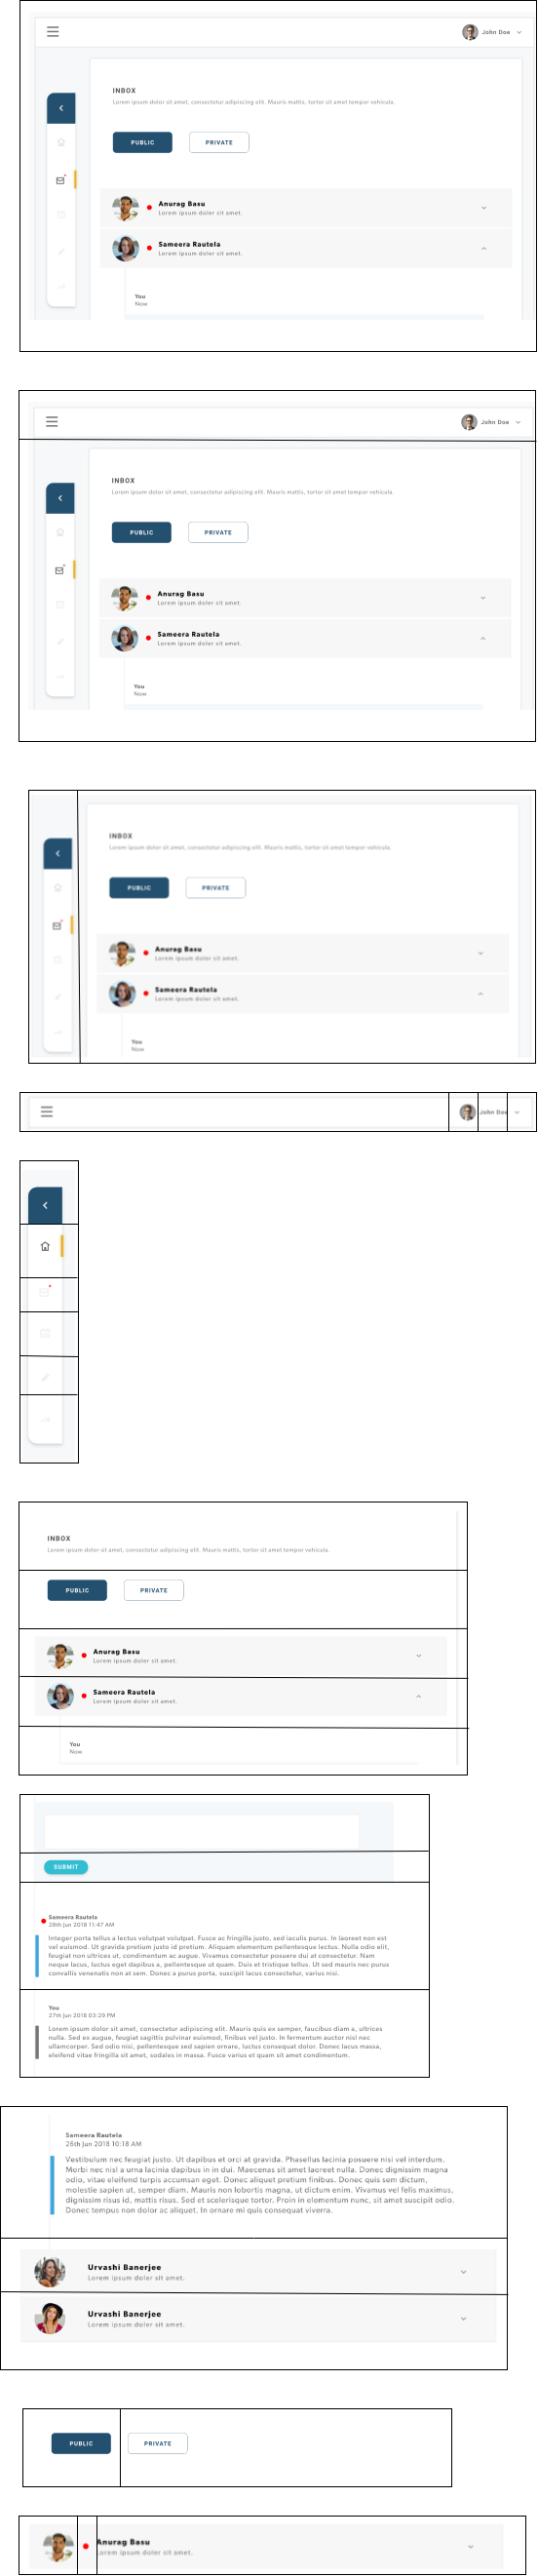 John Doe
INBOX
Lorem ipsum dolor sit amet, consectetur adipiscing elit. Mauris mattis, tortor sit amet tempor vehicula.
PUBLIC PRIVATE
Anurag Basu
Lorem ipsum doler sit amet.
Sameera Rautela
Lorem ipsum doler sit amet.
You
Now
John Doe
INBOX
Lorem ipsum dolor sit amet, consectetur adipiscing elit. Mauris mattis, tortor sit amet tempor vehicula.
PUBLIC PRIVATE
Anurag Basu
Lorem ipsum doler sit amet.
Sameera Rautela
Lorem ipsum doler sit amet.
You
Now
INBOX
Lorem ipsum dolor sit amet, consectetur adipiscing elit. Mauris mattis, tortor sit amet tempor vehicula.
PUBLIC PRIVATE
Anurag Basu
Lorem ipsum doler sit amet.
Sameera Rautela
Lorem ipsum doler sit amet.
You
Now
John Doe
INBOX
Lorem ipsum dolor sit amet, consectetur adipiscing elit. Mauris mattis, tortor sit amet tempor vehicula.
PUBLIC PRIVATE
Anurag Basu
Lorem ipsum doler sit amet.
Sameera Rautela
Lorem ipsum doler sit amet.
You
Now
SUBMIT
Sameera Rautela
28th Jun 2018 11:47 AM
Integer porta tellus a lectus volutpat volutpat. Fusce ac fringilla justo, sed iaculis purus. In laoreet non est
vel euismod. Ut gravida pretium justo id pretium. Aliquam elementum pellentesque lectus. Nulla odio elit,
feugiat non ultrices ut, condimentum ac augue. Vivamus consectetur posuere dui at consectetur. Nam
neque lacus, lectus eget dapibus a, pellentesque ut quam. Duis et tristique tellus. Ut sed mauris nec purus
convallis venenatis non at sem. Donec a purus porta, suscipit lacus consectetur, varius nisi.
You
27th Jun 2018 03:29 PM
Lorem ipsum dolor sit amet, consectetur adipiscing elit. Mauris quis ex semper, faucibus diam a, ultrices
nulla. Sed ex augue, feugiat sagittis pulvinar euismod, finibus vel justo. In fermentum auctor nisl nec
ullamcorper. Sed odio nisi, pellentesque sed sapien ornare, luctus consequat dolor. Donec lacus massa,
eleifend vitae fringilla sit amet, sodales in massa. Fusce varius et quam sit amet condimentum.
Sameera Rautela
26th Jun 2018 10:18 AM
Vestibulum nec feugiat justo. Ut dapibus et orci at gravida. Phasellus lacinia posuere nisi vel interdum.
Morbi nec nisl a urna lacinia dapibus in in dui. Maecenas sit amet laoreet nulla. Donec dignissim magna
odio, vitae eleifend turpis accumsan eget. Donec aliquet pretium finibus. Donec quis sem dictum,
molestie sapien ut, semper diam. Mauris non lobortis magna, ut dictum enim. Vivamus vel felis maximus,
dignissim risus id, mattis risus. Sed et scelerisque tortor. Proin in elementum nunc, sit amet suscipit odio.
Donec tempus non dolor ac aliquet. In ornare mi quis consequat viverra.
Urvashi Banerjee
Lorem ipsum doler sit amet.
Urvashi Banerjee
Lorem ipsum doler sit amet.
PUBLIC PRIVATE
Anurag Basu
Lorem ipsum doler sit amet.